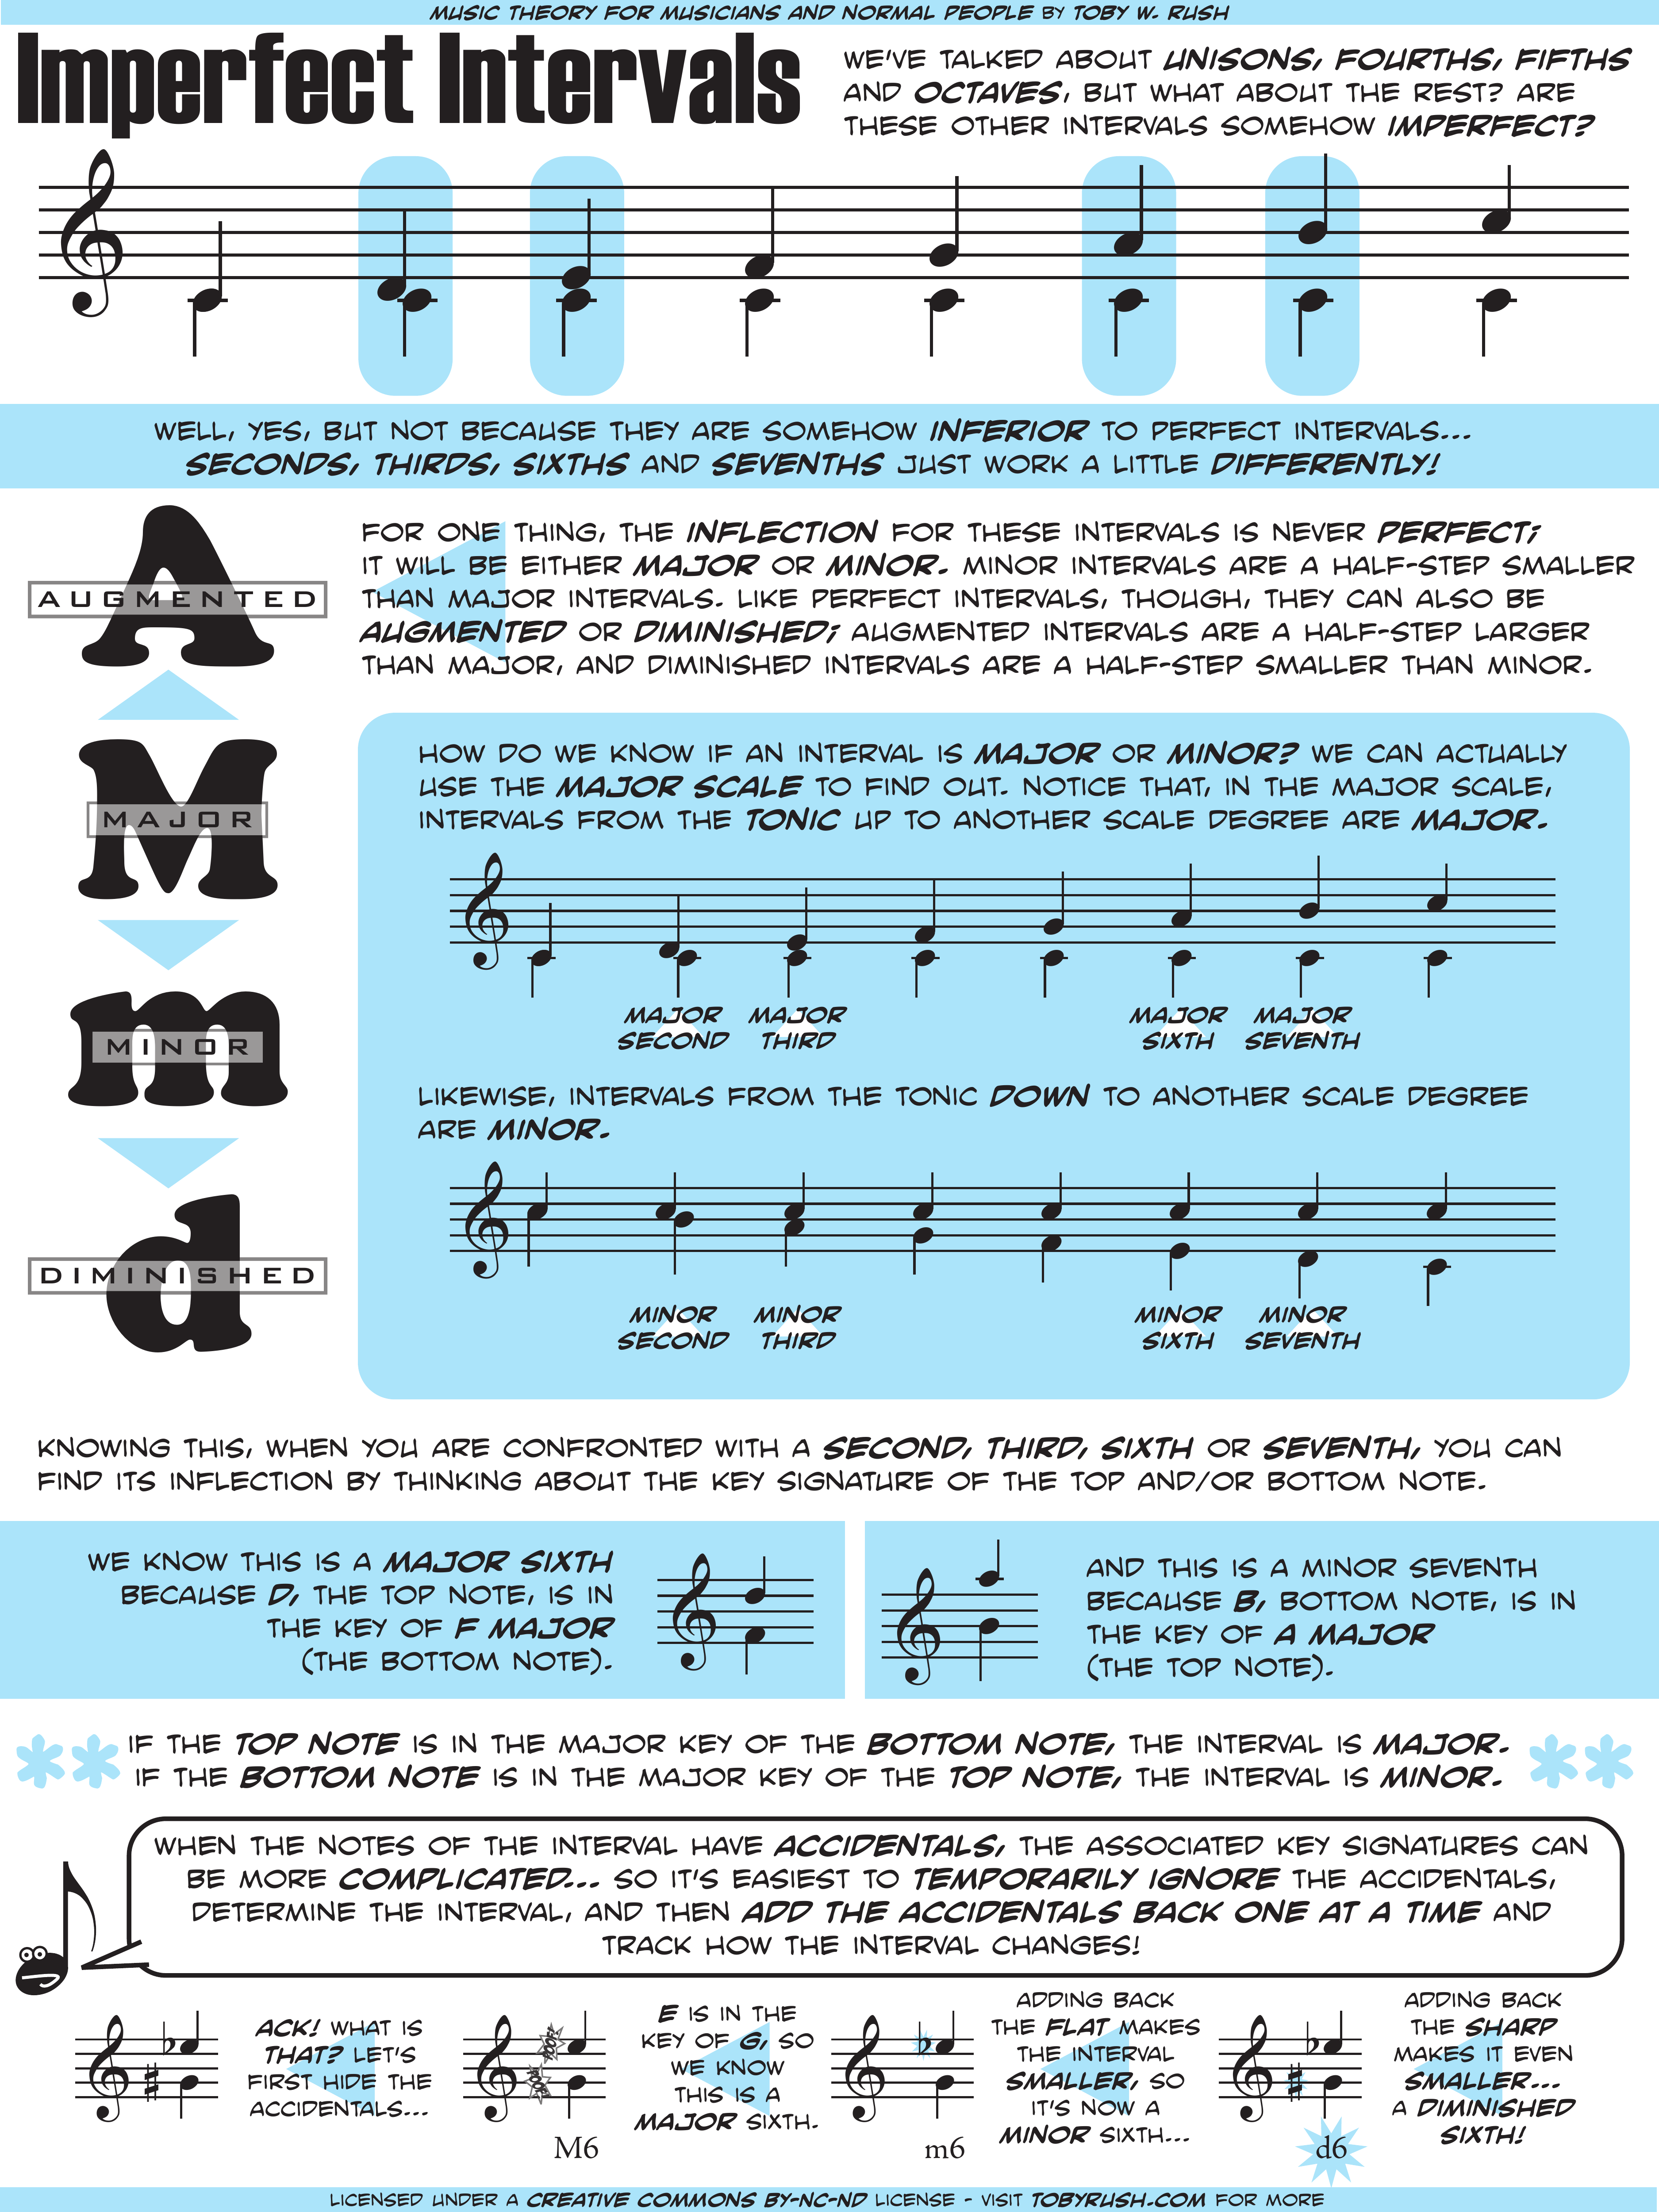 MUSIC THEORY FOR MUSICIANS AND NORMAL PEOPLE BY TOBY W. RUSH
Imperfect Intervals
WE'VE TALKED ABOUT UNISONS, FOURTHS, FIFTHS
AND OCTAVES, BUT WHAT ABOUT THE REST? ARE
THESE OTHER INTERVALS SOMEHOW IMPERFECT?
WELL, YES, BUT NOT BECAUSE THEY ARE SOMEHOW INFERIOR TO PERFECT INTERVALS...
SECONDS, THIRDS, SIXTHS AND SEVENTHS JUST WORK A LITTLE DIFFERENTLY!
A
AUGMENTED
M
MAJOR
m
MINOR
d
DIMINISHED
FOR ONE THING, THE INFLECTION FOR THESE INTERVALS IS NEVER PERFECT;
IT WILL BE EITHER MAJOR OR MINOR. MINOR INTERVALS ARE A HALF-STEP SMALLER
THAN MAJOR INTERVALS. LIKE PERFECT INTERVALS, THOUGH, THEY CAN ALSO BE
AUGMENTED OR DIMINISHED; AUGMENTED INTERVALS ARE A HALF-STEP LARGER
THAN MAJOR, AND DIMINISHED INTERVALS ARE A HALF-STEP SMALLER THAN MINOR.
HOW DO WE KNOW IF AN INTERVAL IS MAJOR OR MINOR? WE CAN ACTUALLY
USE THE MAJOR SCALE TO FIND OUT. NOTICE THAT, IN THE MAJOR SCALE,
INTERVALS FROM THE TONIC UP TO ANOTHER SCALE DEGREE ARE MAJOR.
MAJOR SECOND
MAJOR THIRD
MAJOR SIXTH
MAJOR SEVENTH
LIKEWISE, INTERVALS FROM THE TONIC DOWN TO ANOTHER SCALE DEGREE
ARE MINOR.
MINOR SECOND
MINOR THIRD
MINOR SIXTH
MINOR SEVENTH
KNOWING THIS, WHEN YOU ARE CONFRONTED WITH A SECOND, THIRD, SIXTH OR SEVENTH, YOU CAN
FIND ITS INFLECTION BY THINKING ABOUT THE KEY SIGNATURE OF THE TOP AND/OR BOTTOM NOTE.
WE KNOW THIS IS A MAJOR SIXTH
BECAUSE D, THE TOP NOTE, IS IN
THE KEY OF F MAJOR
(THE BOTTOM NOTE).
AND THIS IS A MINOR SEVENTH
BECAUSE B, BOTTOM NOTE, IS IN
THE KEY OF A MAJOR
(THE TOP NOTE).
** IF THE TOP NOTE IS IN THE MAJOR KEY OF THE BOTTOM NOTE, THE INTERVAL IS MAJOR. **
IF THE BOTTOM NOTE IS IN THE MAJOR KEY OF THE TOP NOTE, THE INTERVAL IS MINOR.
WHEN THE NOTES OF THE INTERVAL HAVE ACCIDENTALS, THE ASSOCIATED KEY SIGNATURES CAN
BE MORE COMPLICATED... SO IT'S EASIEST TO TEMPORARILY IGNORE THE ACCIDENTALS,
DETERMINE THE INTERVAL, AND THEN ADD THE ACCIDENTALS BACK ONE AT A TIME AND
TRACK HOW THE INTERVAL CHANGES!
ACK! WHAT IS
THAT? LET'S
FIRST HIDE THE
ACCIDENTALS...
POOF!
POOF!
M6
E IS IN THE
KEY OF G, SO
WE KNOW
THIS IS A
MAJOR SIXTH.
m6
ADDING BACK
THE FLAT MAKES
THE INTERVAL
SMALLER, SO
IT'S NOW A
MINOR SIXTH...
d6
ADDING BACK
THE SHARP
MAKES IT EVEN
SMALLER...
A DIMINISHED
SIXTH!
LICENSED UNDER A CREATIVE COMMONS BY-NC-ND LICENSE - VISIT TOBYRUSH.COM FOR MORE